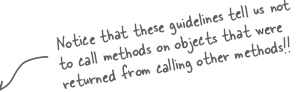 Notice that these guidelines tell us not
to call methods on objects that were
returned from calling other methods!!